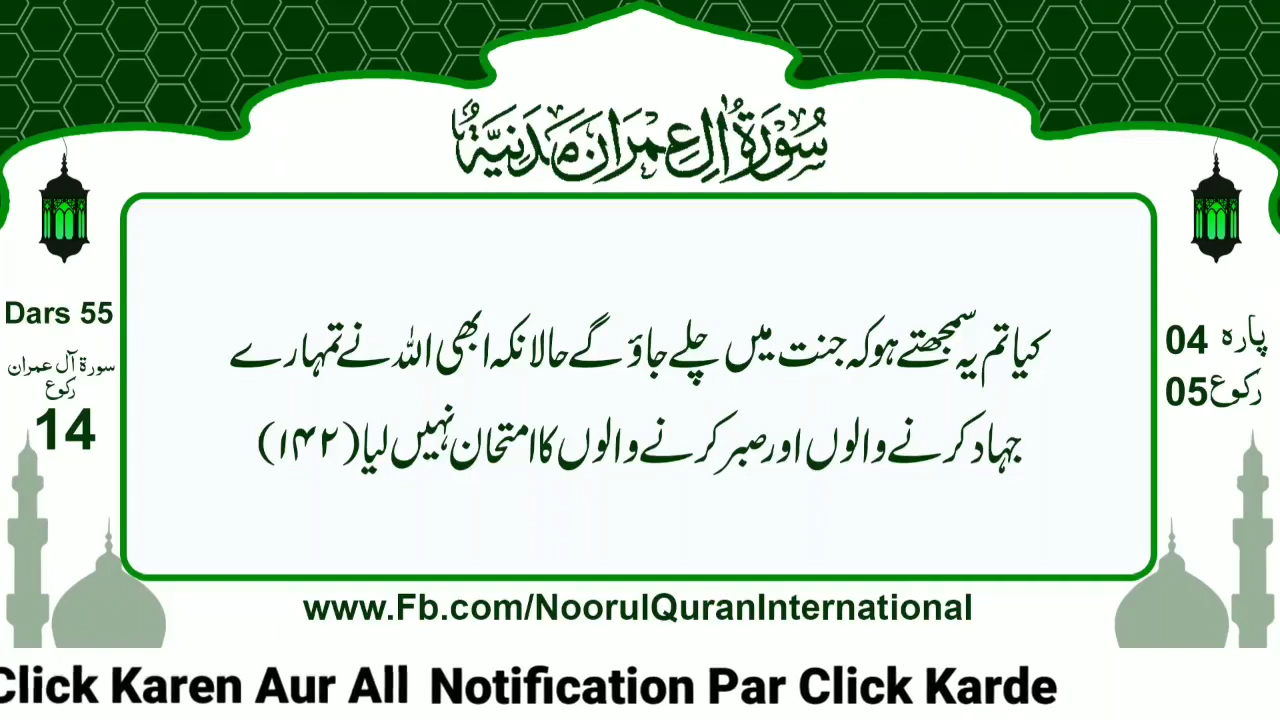 سُوْرَةُ اٰلِ عِمْرَانَ مَدَنِيَّةٌ
Dars 55
سورۃ آل عمران
رکوع
14
پارہ 04
رکوع 05
کیا تم یہ سمجھتے ہو کہ جنت میں چلے جاؤ گے حالانکہ ابھی اللہ نے تمہارے
جہاد کرنے والوں اور صبر کرنے والوں کا امتحان نہیں لیا (۱۴۲)
www.Fb.com/NoorulQuranInternational
Click Karen Aur All Notification Par Click Karde